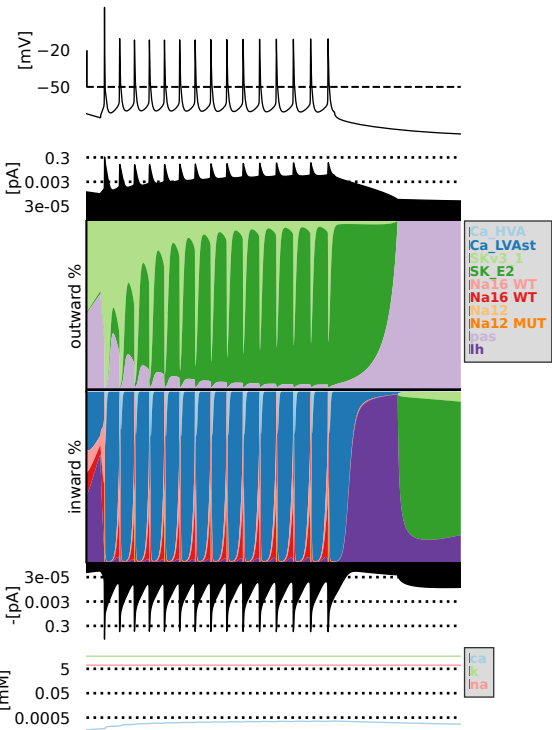 [mV]
−20
−50
[pA]
0.3
0.003
3e-05
outward %
Ca_HVA
Ca_LVAst
SKv3_1
SK_E2
Na16 WT
Na16 WT
Na12
Na12 MUT
pas
Ih
inward %
-[pA]
3e-05
0.003
0.3
[mM]
5
0.05
0.0005
ca
k
na